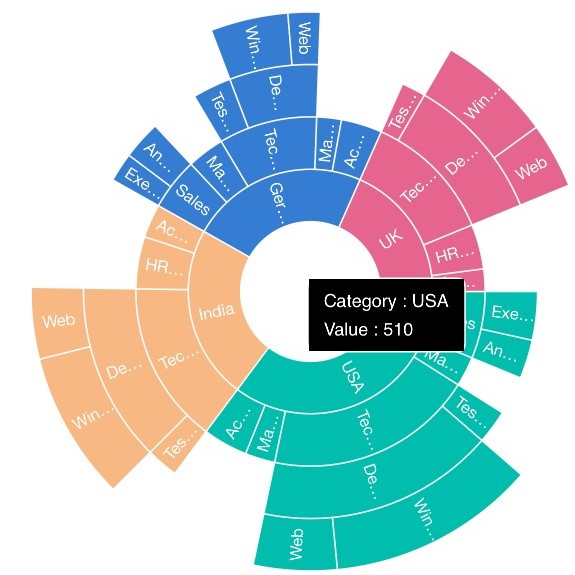 Win...
Web
Tes...
De...
An...
Exe...
Sales
Ma...
Tec...
Ma...
Ac...
Ger...
Tes...
Win...
Web
De...
Tec...
UK
HR...
Ac...
HR...
India
Category : USA
Value : 510
Exe...
An...
Ma...
Tes...
USA
Web
De...
Tec...
Win...
Tes...
Ac...
Ma...
Tec...
De...
Web
Win...